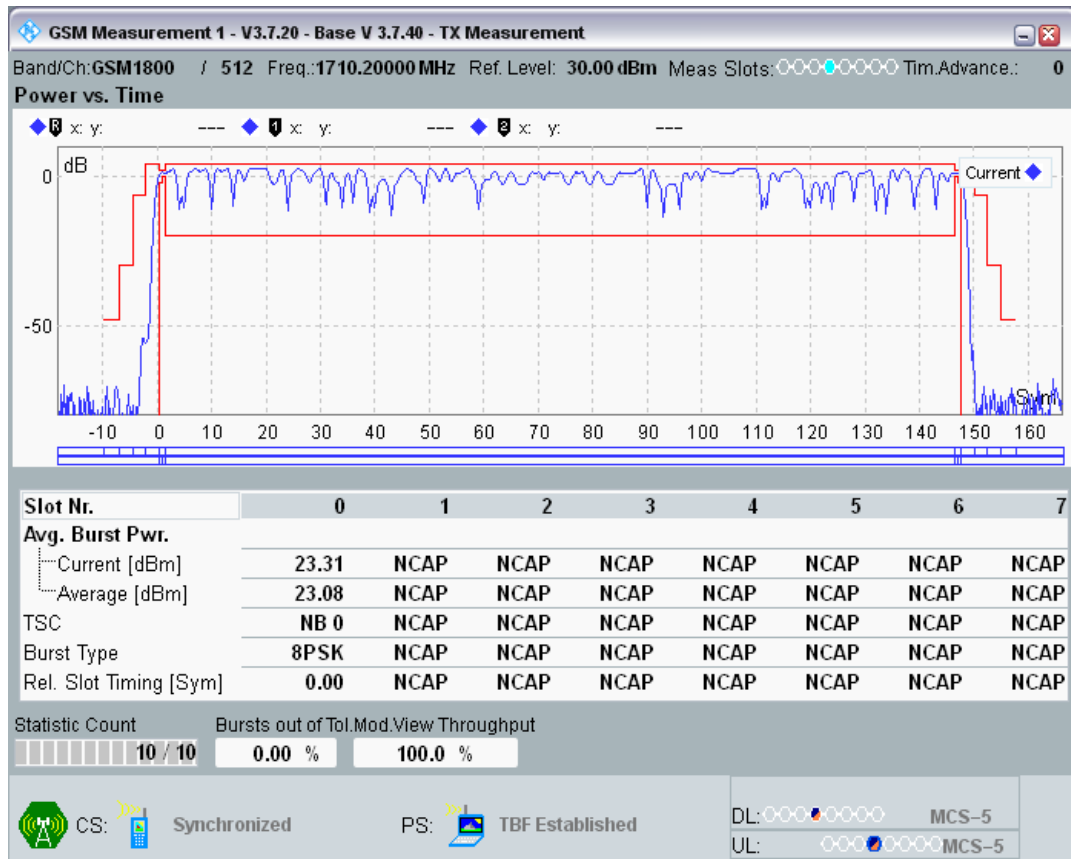 GSM Measurement 1 - V3.7.20 - Base V 3.7.40 - TX Measurement
Band/Ch:GSM1800 / 512 Freq.:1710.20000 MHz Ref. Level: 30.00 dBm Meas Slots: Tim.Advance.: 0
Power vs. Time
R x: y: --- 1 x: y: --- 2 x: y: ---
dB
Current
0
-50
Sym
-10 0 10 20 30 40 50 60 70 80 90 100 110 120 130 140 150 160
Slot Nr. 0 1 2 3 4 5 6 7
Avg. Burst Pwr.
Current [dBm] 23.31 NCAP NCAP NCAP NCAP NCAP NCAP NCAP
Average [dBm] 23.08 NCAP NCAP NCAP NCAP NCAP NCAP NCAP
TSC NB 0 NCAP NCAP NCAP NCAP NCAP NCAP NCAP
Burst Type 8PSK NCAP NCAP NCAP NCAP NCAP NCAP NCAP
Rel. Slot Timing [Sym] 0.00 NCAP NCAP NCAP NCAP NCAP NCAP NCAP
Statistic Count Bursts out of Tol. Mod.View Throughput
10 / 10 0.00 % 100.0 %
CS: Synchronized PS: TBF Established
DL: MCS-5
UL: MCS-5